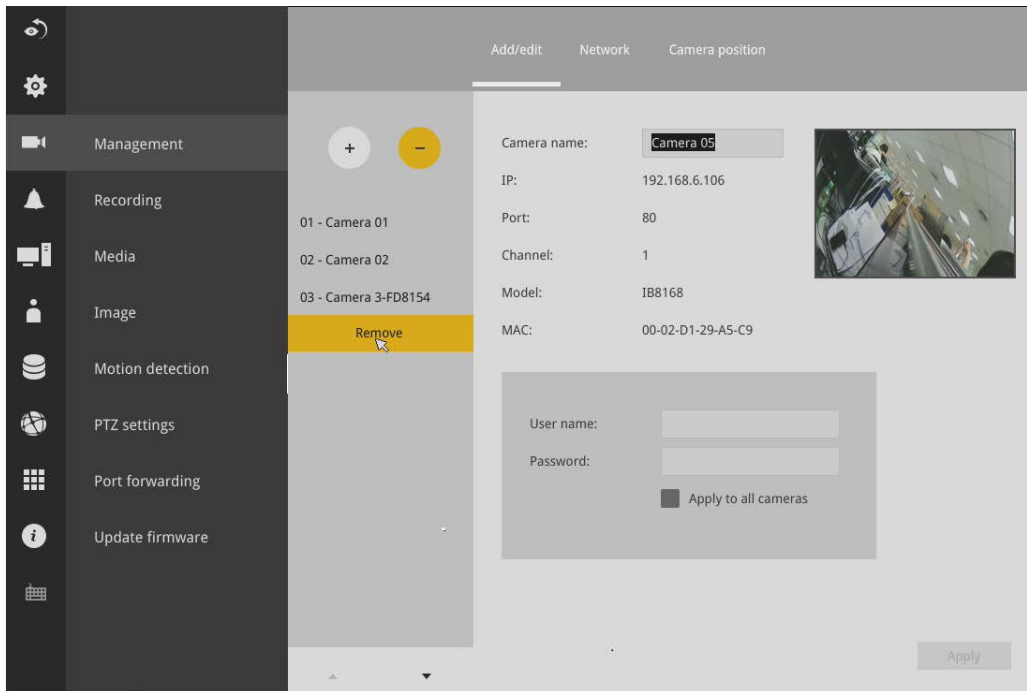 Add/edit Network Camera position
Management
Recording
Media
Image
Motion detection
PTZ settings
Port forwarding
Update firmware
+ −
01 - Camera 01
02 - Camera 02
03 - Camera 3-FD8154
Remove
Camera name: Camera 05
IP: 192.168.6.106
Port: 80
Channel: 1
Model: IB8168
MAC: 00-02-D1-29-A5-C9
User name:
Password:
Apply to all cameras
Apply